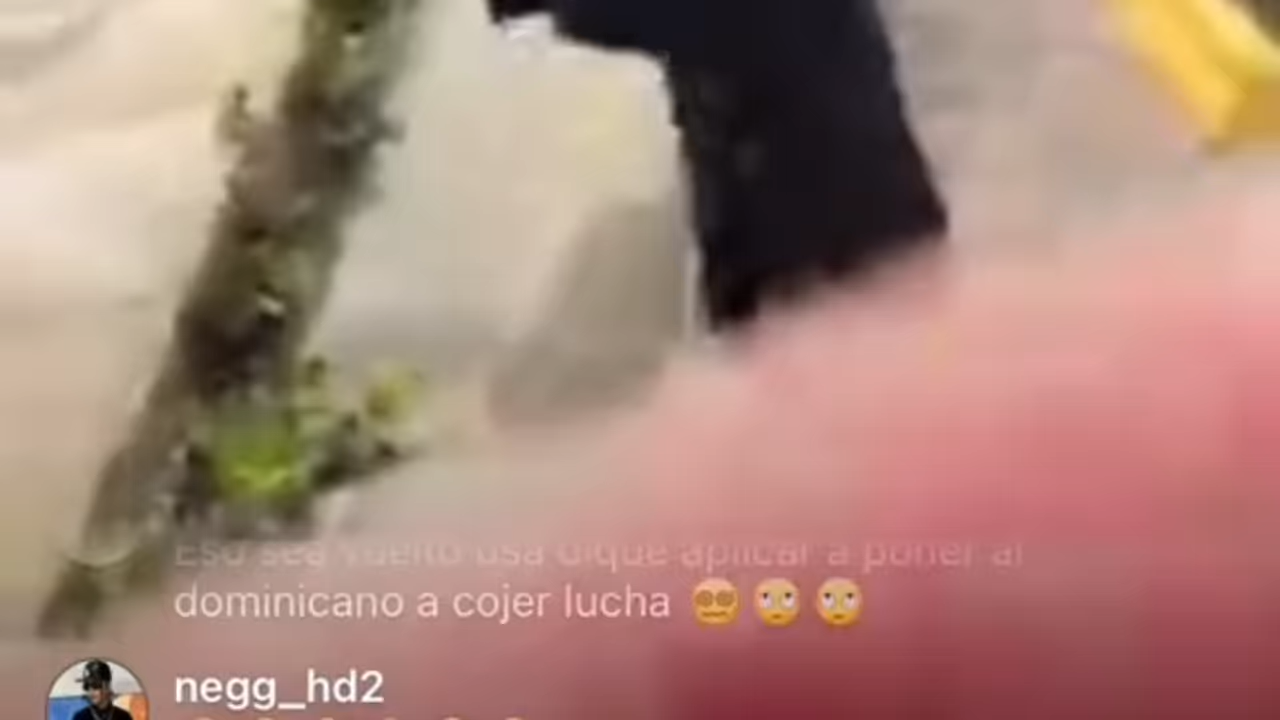 Eso sea vuelto usa dique aplicar a poner al
dominicano a cojer lucha 😵‍💫🙄🙄
negg_hd2